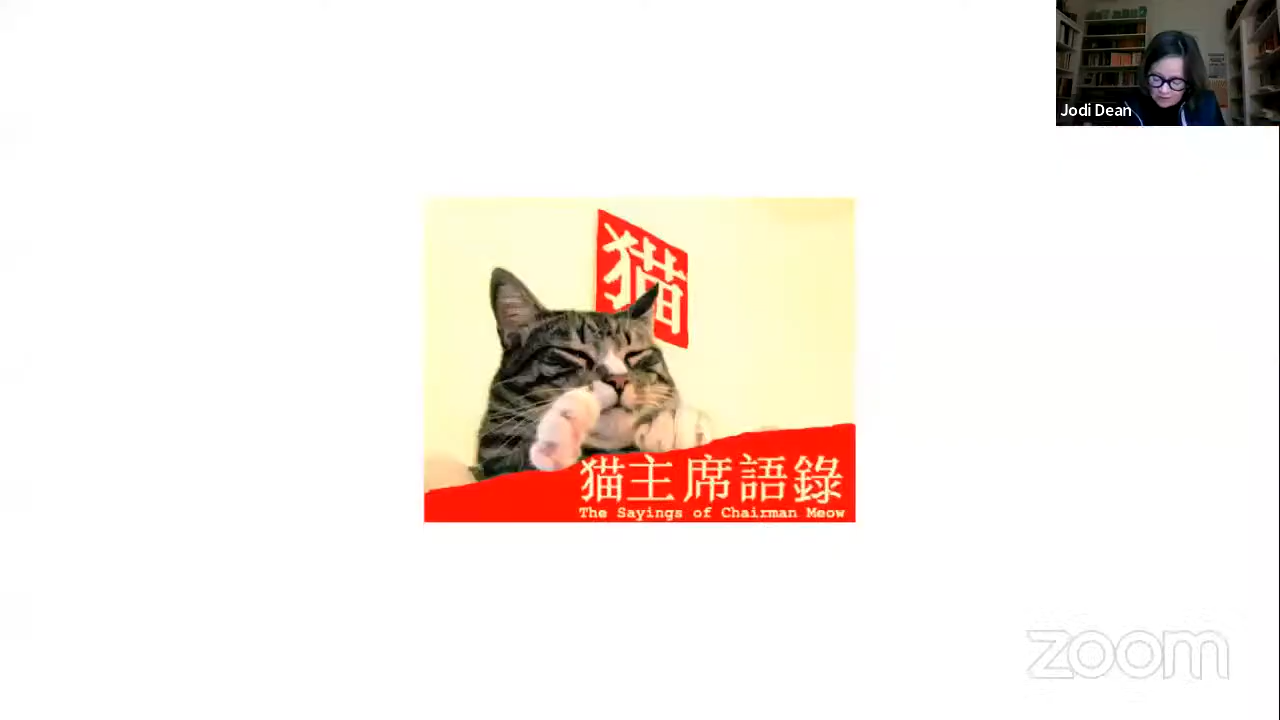 Jodi Dean
猫
猫主席語錄
The Sayings of Chairman Meow
zoom